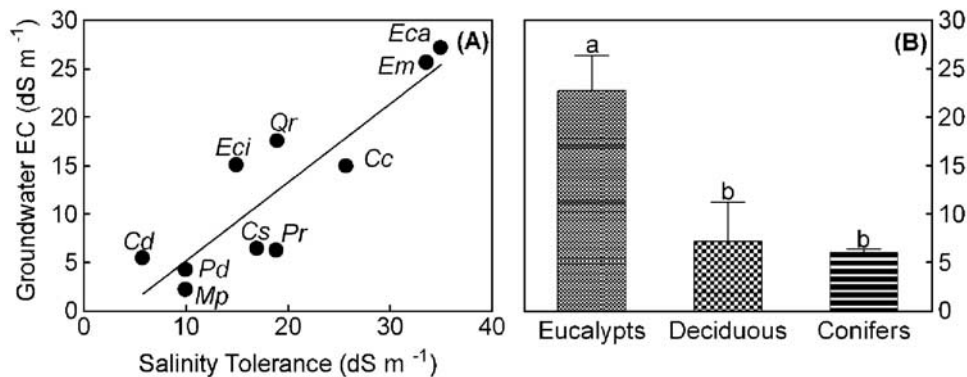 Groundwater EC (dS m⁻¹)
30
25
20
15
10
5
0
(A)
Eca
Em
Qr
Eci
Cc
Cs
Pr
Cd
Pd
Mp
0 10 20 30 40
Salinity Tolerance (dS m ⁻¹)
(B)
a
b
b
30
25
20
15
10
5
0
Eucalypts Deciduous Conifers